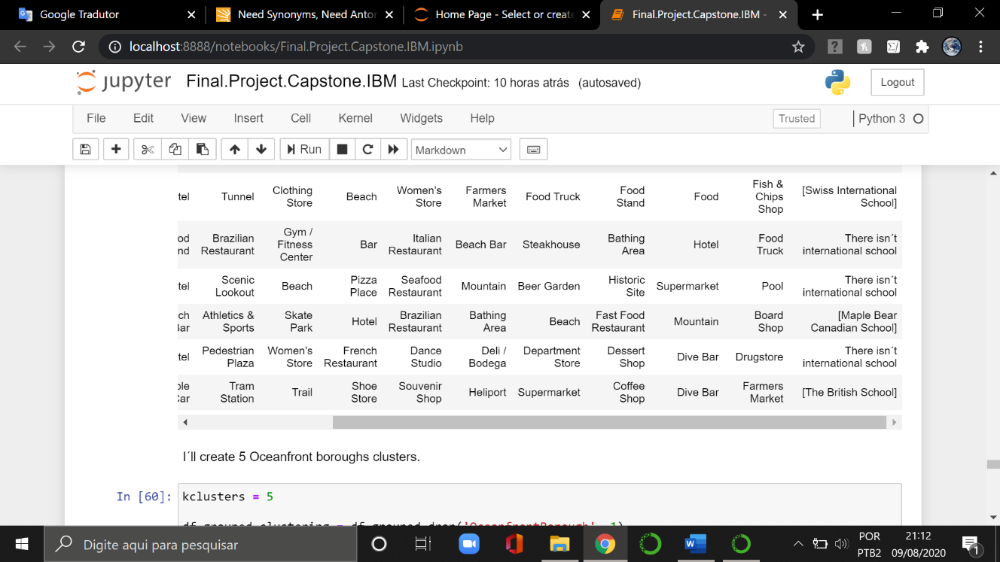 Google Tradutor
Need Synonyms, Need Anto
Home Page - Select or create
Final.Project.Capstone.IBM -
localhost:8888/notebooks/Final.Project.Capstone.IBM.ipynb
jupyter Final.Project.Capstone.IBM Last Checkpoint: 10 horas atrás (autosaved)
Logout
File Edit View Insert Cell Kernel Widgets Help
Trusted
Python 3
Run
Markdown
Fish &
Clothing Women's Farmers Food Chips [Swiss International
tel Tunnel Store Beach Store Market Food Truck Stand Food Shop School]
Gym /
od Brazilian Fitness Bar Italian Beach Bar Steakhouse Bathing Hotel Food There isn´t
nd Restaurant Center Restaurant Area Truck international school
tel Scenic Beach Pizza Seafood Mountain Beer Garden Historic Supermarket Pool There isn´t
Lookout Place Restaurant Site international school
ch Athletics & Skate Hotel Brazilian Bathing Beach Fast Food Mountain Board [Maple Bear
Bar Sports Park Restaurant Area Restaurant Shop Canadian School]
tel Pedestrian Women's French Dance Deli / Department Dessert Dive Bar Drugstore There isn´t
Plaza Store Restaurant Studio Bodega Store Shop international school
ble Tram Trail Shoe Souvenir Heliport Supermarket Coffee Dive Bar Farmers [The British School]
Car Station Store Shop Shop Market
I´ll create 5 Oceanfront boroughs clusters.
In [60]: kclusters = 5
df_grouped_clustering = df_grouped.drop('OceanfrontBorough', 1)
Digite aqui para pesquisar
POR 21:12
PTB2 09/08/2020
1